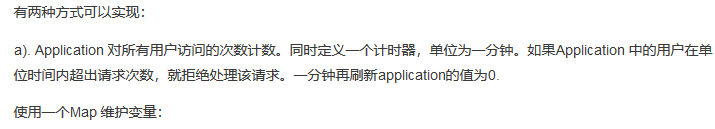 有两种方式可以实现：
a). Application 对所有用户访问的次数计数。同时定义一个计时器，单位为一分钟。如果Application 中的用户在单
位时间内超出请求次数，就拒绝处理该请求。一分钟再刷新application的值为0.
使用一个Map 维护变量：